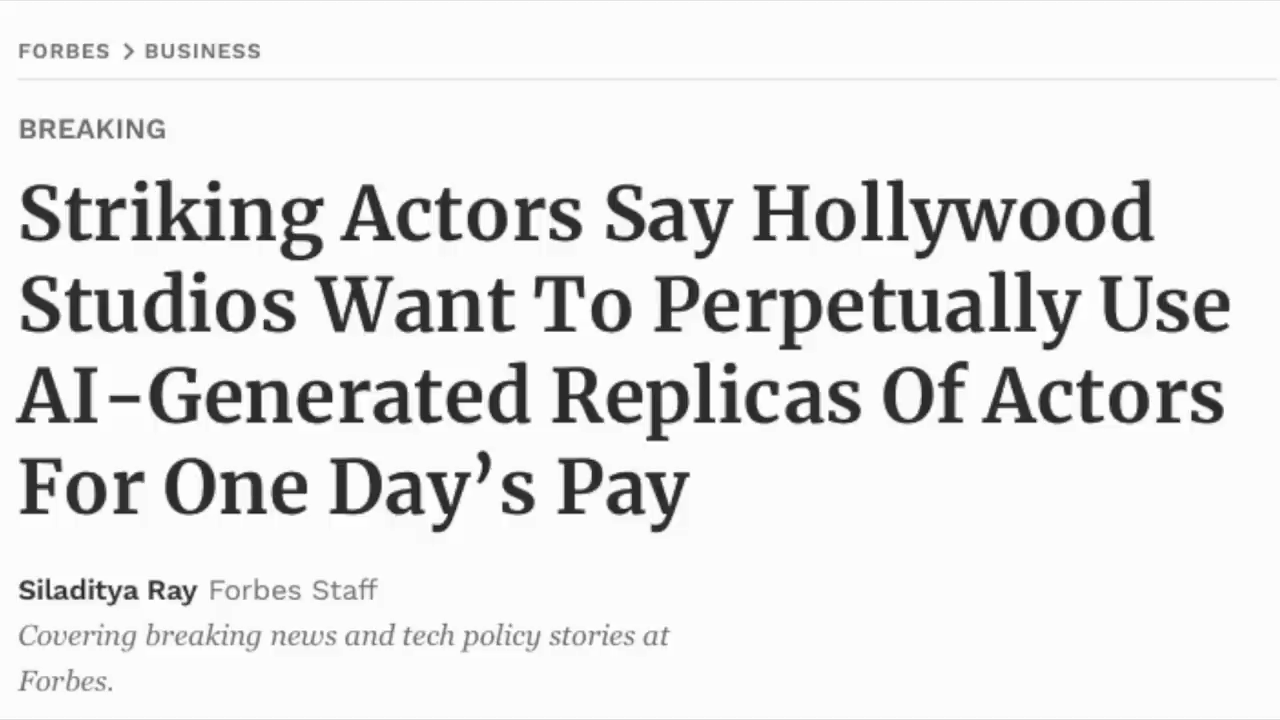 FORBES > BUSINESS
BREAKING
Striking Actors Say Hollywood
Studios Want To Perpetually Use
AI-Generated Replicas Of Actors
For One Day’s Pay
Siladitya Ray Forbes Staff
Covering breaking news and tech policy stories at
Forbes.